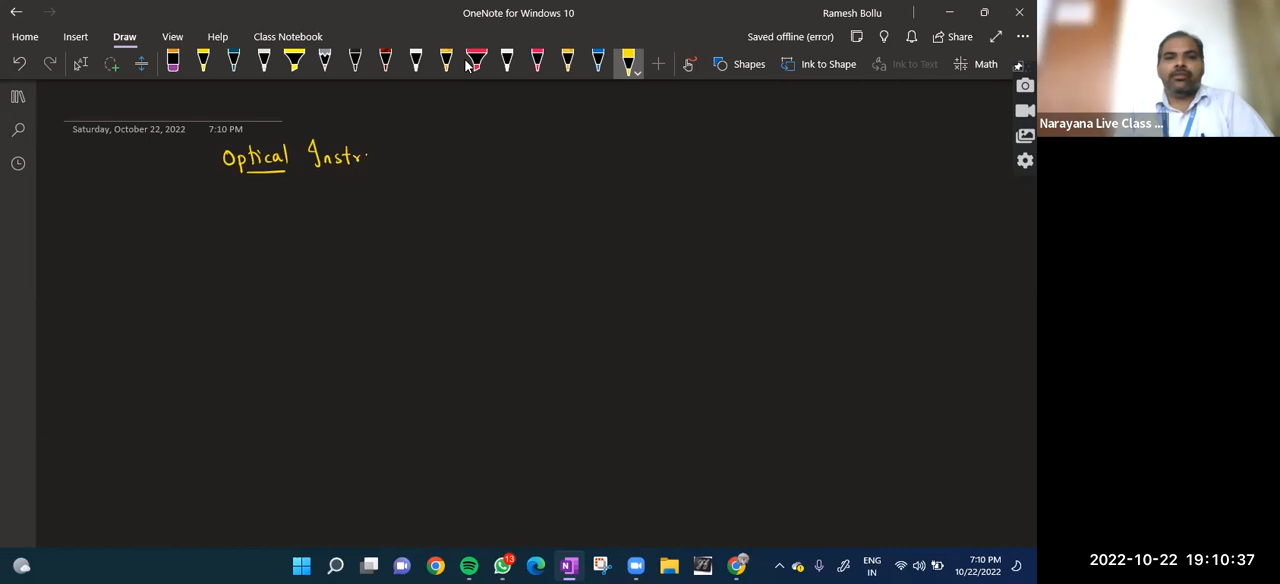 OneNote for Windows 10
Ramesh Bollu
Home Insert Draw View Help Class Notebook
Saved offline (error) Share
Shapes Ink to Shape Ink to Text Math
Narayana Live Class ...
Saturday, October 22, 2022 7:10 PM
Optical Instr.
13
ENG
IN
7:10 PM
10/22/2022
2022-10-22 19:10:37